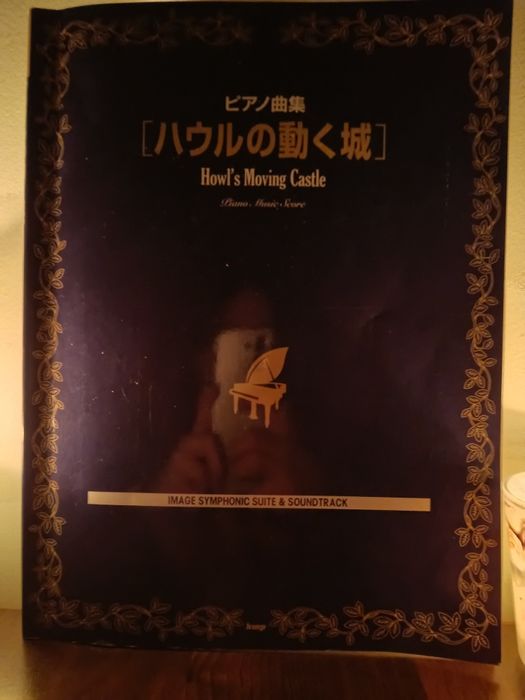 ピアノ曲集
[ハウルの動く城]
Howl's Moving Castle
Piano Music Score
IMAGE SYMPHONIC SUITE & SOUNDTRACK